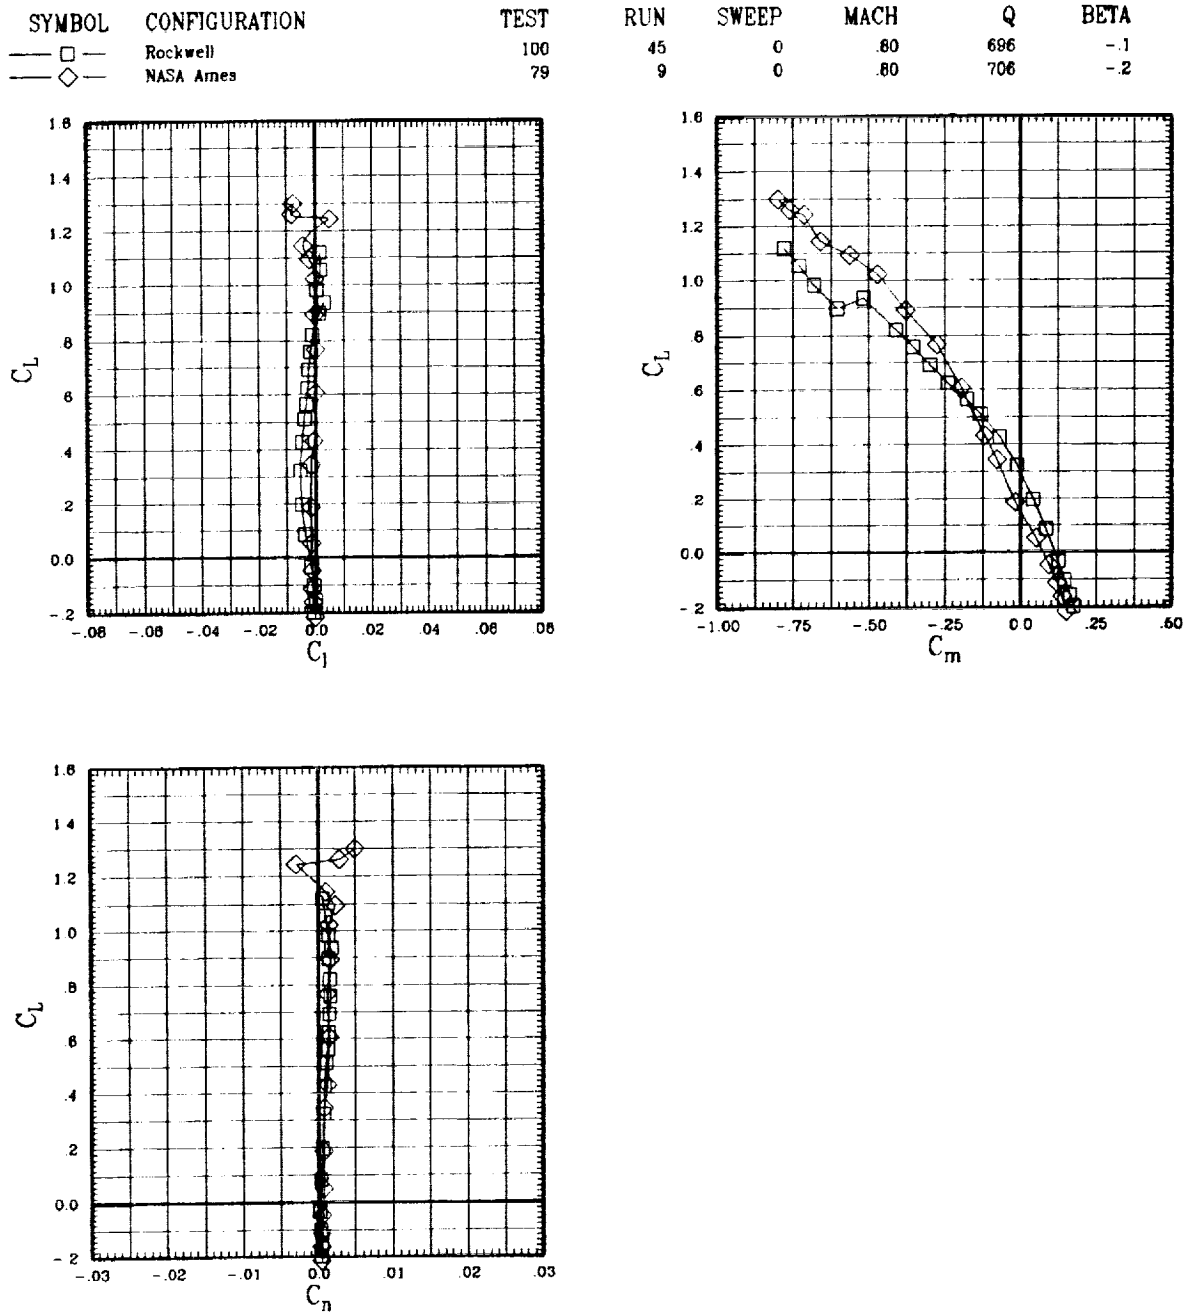 SYMBOL CONFIGURATION TEST RUN SWEEP MACH Q BETA
Rockwell 100 45 0 .80 696 -.1
NASA Ames 79 9 0 .80 706 -.2
1.6
1.4
1.2
1.0
.8
.6
.4
.2
0.0
-.2
C_L
-.08 -.06 -.04 -.02 0.0 .02 .04 .06 .08
C_l
1.6
1.4
1.2
1.0
.8
.6
.4
.2
0.0
-.2
C_L
-1.00 -.75 -.50 -.25 0.0 .25 .50
C_m
1.6
1.4
1.2
1.0
.8
.6
.4
.2
0.0
-.2
C_L
-.03 -.02 -.01 0.0 .01 .02 .03
C_n